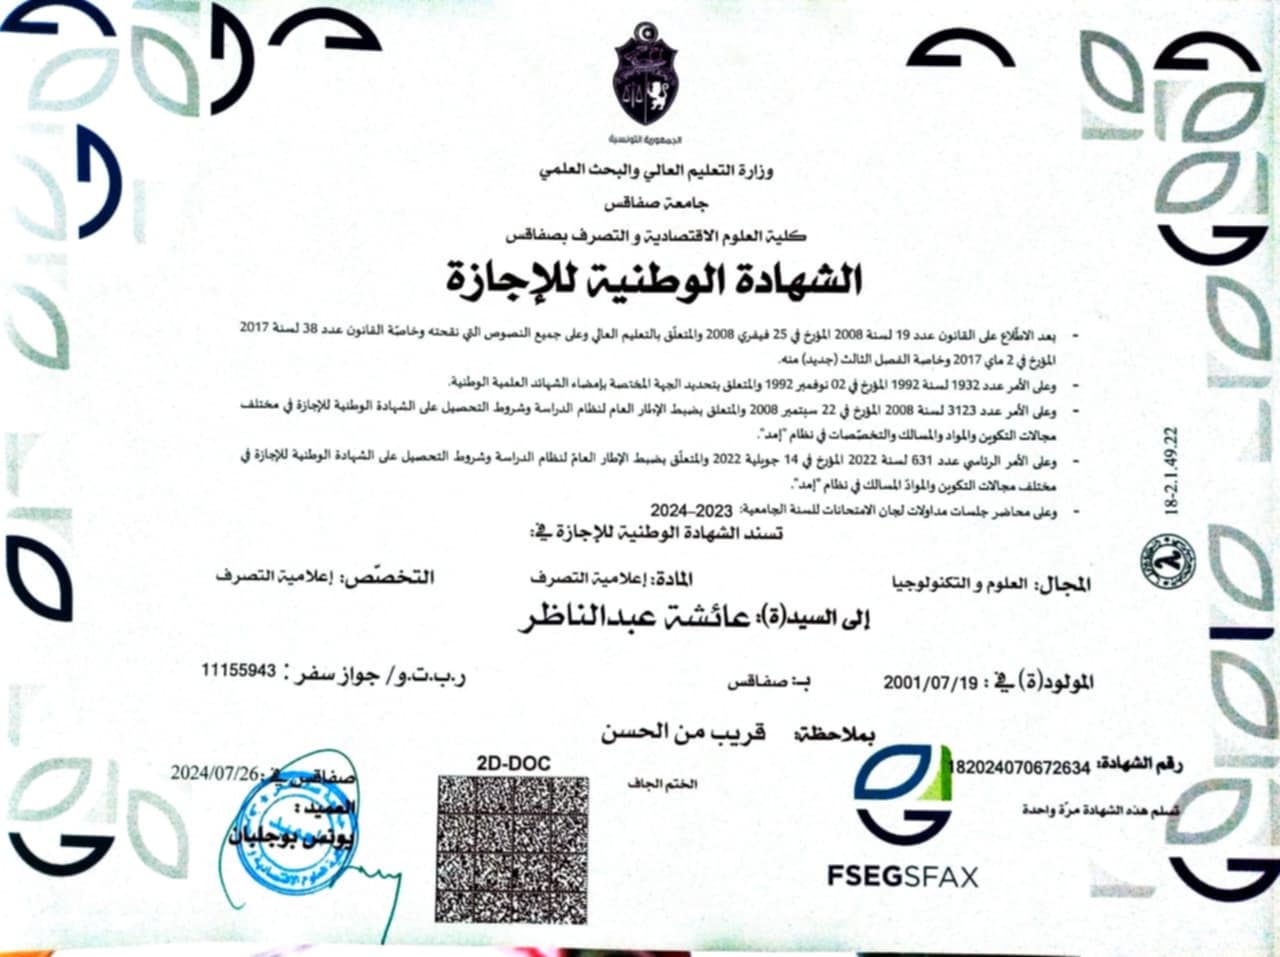 الجمهورية التونسية
وزارة التعليم العالي والبحث العلمي
جامعة صفاقس
كلية العلوم الاقتصادية و التصرف بصفاقس
الشهادة الوطنية للإجازة
- بعد الاطّلاع على القانون عدد 19 لسنة 2008 المؤرخ في 25 فيفري 2008 والمتعلّق بالتعليم العالي وعلى جميع النصوص التي نقحته وخاصّة القانون عدد 38 لسنة 2017
المؤرخ في 2 ماي 2017 وخاصة الفصل الثالث (جديد) منه.
- وعلى الأمر عدد 1932 لسنة 1992 المؤرخ في 02 نوفمبر 1992 والمتعلق بتحديد الجهة المختصة بإمضاء الشهائد العلمية الوطنية.
- وعلى الأمر عدد 3123 لسنة 2008 المؤرخ في 22 سبتمبر 2008 والمتعلق بضبط الإطار العام لنظام الدراسة وشروط التحصيل على الشهادة الوطنية للإجازة في مختلف
مجالات التكوين والمواد والمسالك والتخصّصات في نظام "إمد".
- وعلى الأمر الرئاسي عدد 631 لسنة 2022 المؤرخ في 14 جويلية 2022 والمتعلّق بضبط الإطار العامّ لنظام الدراسة وشروط التحصيل على الشهادة الوطنية للإجازة في
مختلف مجالات التكوين والموادّ المسالك في نظام "إمد".
- وعلى محاضر جلسات مداولات لجان الامتحانات للسنة الجامعية: 2023–2024
تسند الشهادة الوطنية للإجازة في:
المجال: العلوم و التكنولوجيا المادة: إعلامية التصرف التخصّص: إعلامية التصرف
إلى السيد(ة): عائشة عبدالناظر
المولود(ة) في : 2001/07/19 بـ: صفاقس ر.ب.ت.و/ جواز سفر : 11155943
بملاحظة: قريب من الحسن
رقم الشهادة: 182024070672634
تسلم هذه الشهادة مرّة واحدة
FSEGSFAX
الختم الجاف
2D-DOC
صفاقس في :2024/07/26
العميد :
يونس بوجلبان
18-2.1.49.22